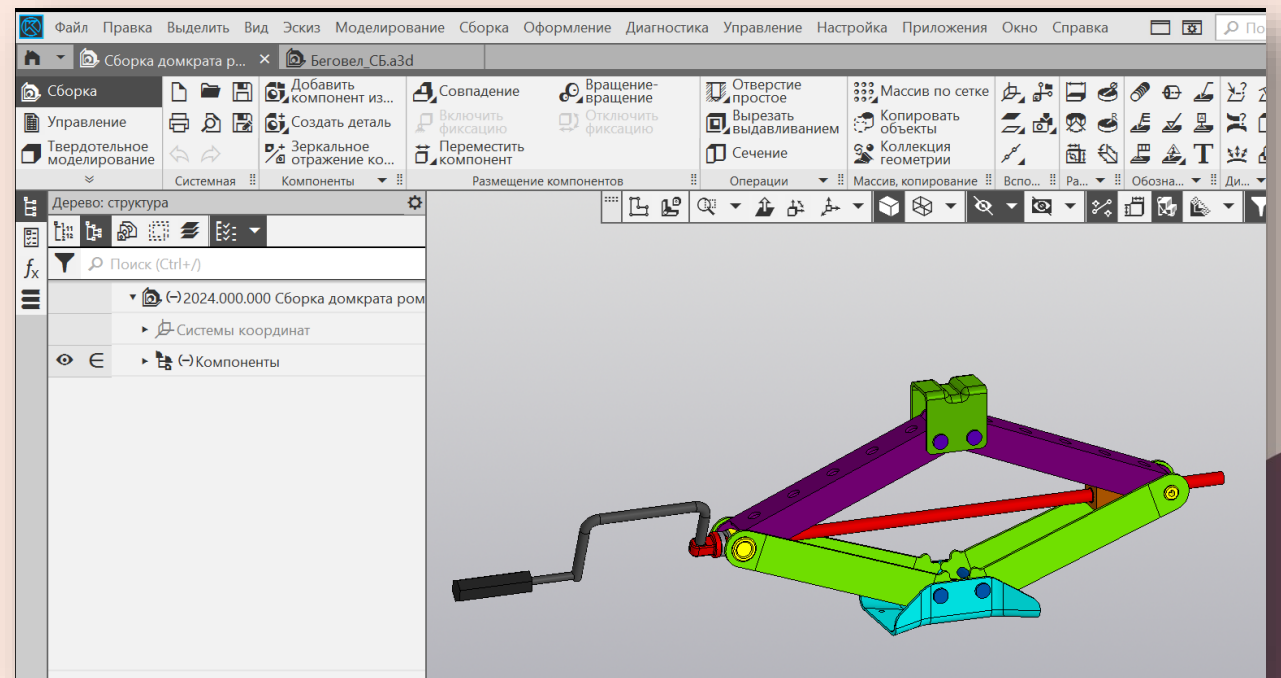 Файл Правка Выделить Вид Эскиз Моделирование Сборка Оформление Диагностика Управление Настройка Приложения Окно Справка По
Сборка домкрата р... Беговел_СБ.a3d
Сборка
Управление
Твердотельное
моделирование
Системная
Добавить
компонент из...
Создать деталь
Зеркальное
отражение ко...
Компоненты
Совпадение
Включить
фиксацию
Переместить
компонент
Вращение-
вращение
Отключить
фиксацию
Размещение компонентов
Отверстие
простое
Вырезать
выдавливанием
Сечение
Операции
Массив по сетке
Копировать
объекты
Коллекция
геометрии
Массив, копирование
Вспо... Ра... Обозна... Ди...
Дерево: структура
Поиск (Ctrl+/)
(-)2024.000.000 Сборка домкрата ром
Системы координат
(-)Компоненты